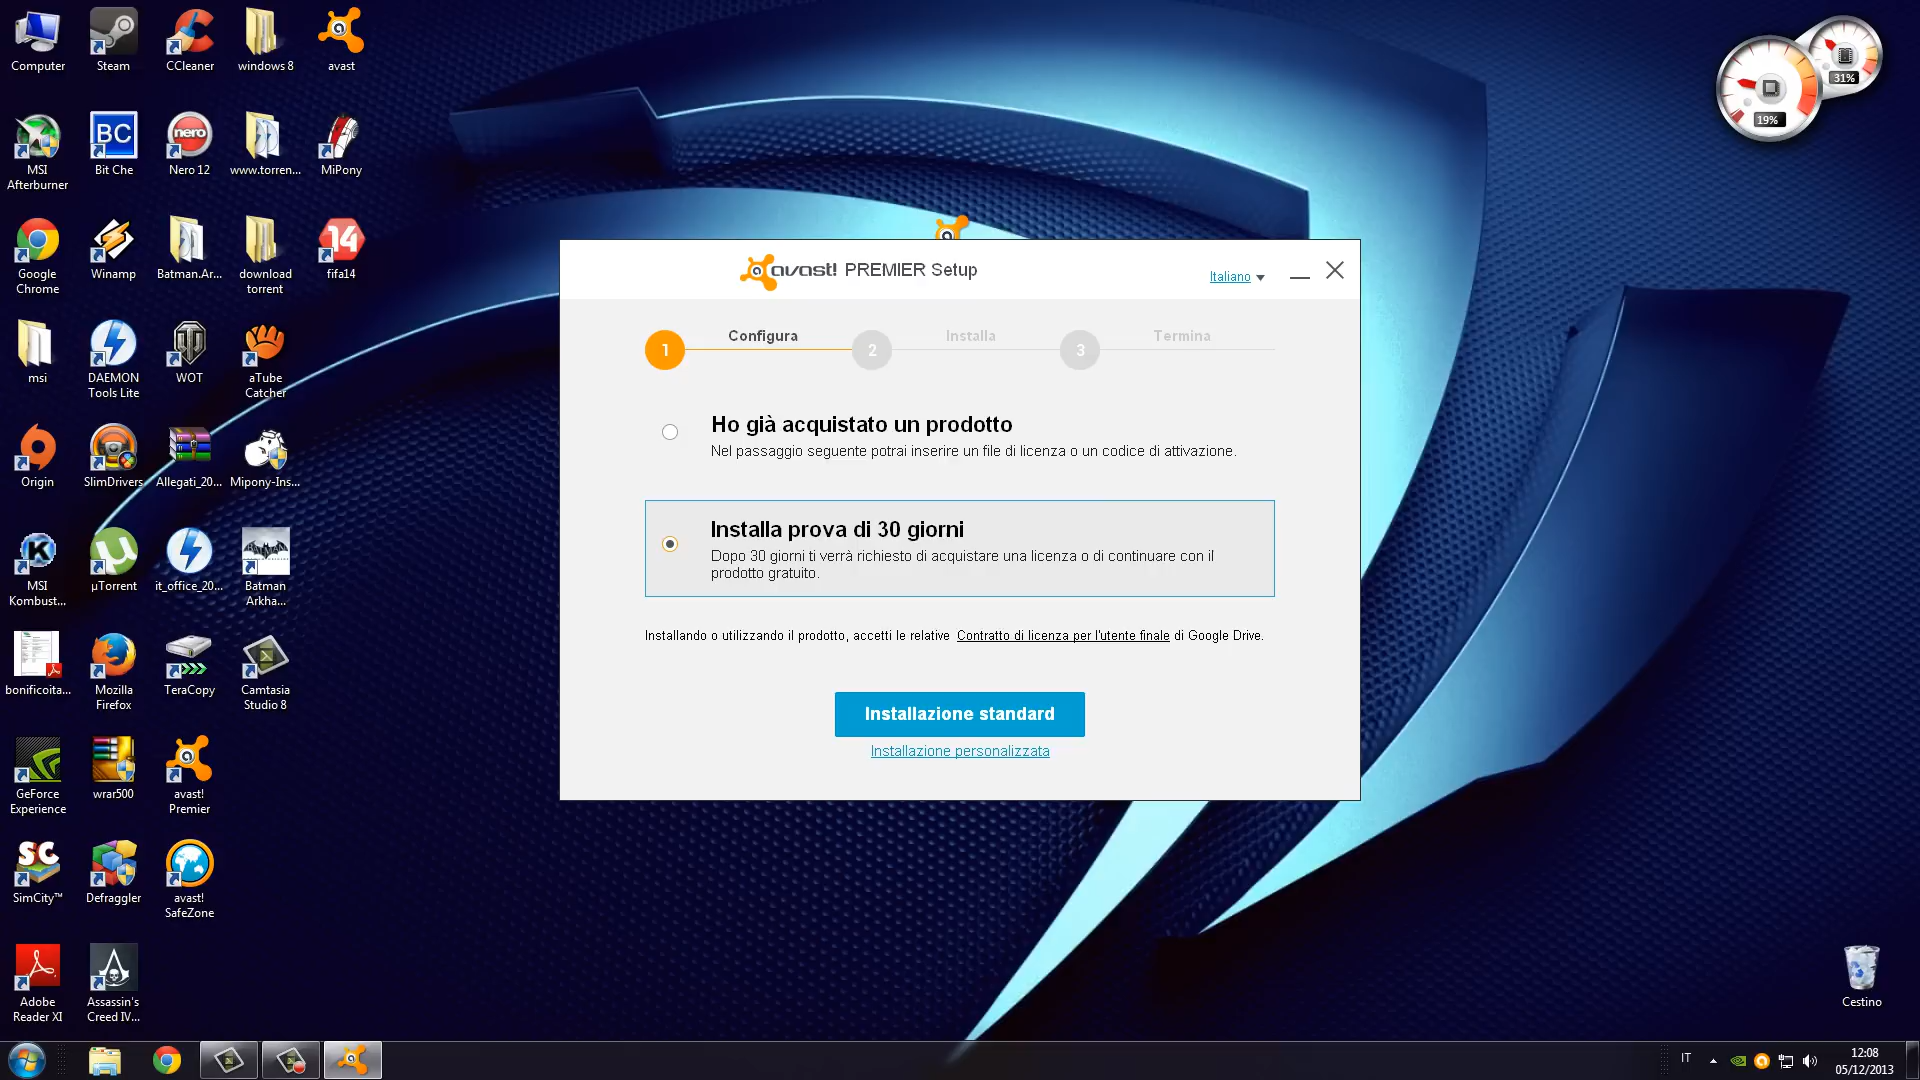 Computer
Steam
CCleaner
windows 8
avast
31%
19%
MSI
Afterburner
BC
Bit Che
nero
Nero 12
www.torren...
MiPony
Google
Chrome
Winamp
Batman.Ar...
download
torrent
14
fifa14
avast! PREMIER Setup
Italiano
1
Configura
2
Installa
3
Termina
Ho già acquistato un prodotto
Nel passaggio seguente potrai inserire un file di licenza o un codice di attivazione.
Installa prova di 30 giorni
Dopo 30 giorni ti verrà richiesto di acquistare una licenza o di continuare con il
prodotto gratuito.
Installando o utilizzando il prodotto, accetti le relative Contratto di licenza per l'utente finale di Google Drive.
Installazione standard
Installazione personalizzata
msi
DAEMON
Tools Lite
WOT
aTube
Catcher
Origin
SlimDrivers
Allegati_20...
Mipony-Ins...
K
MSI
Kombust...
µTorrent
it_office_20...
BATMAN
Batman
Arkha...
bonificoita...
Mozilla
Firefox
TeraCopy
Camtasia
Studio 8
GeForce
Experience
wrar500
avast!
Premier
SC
SimCity™
Defraggler
avast!
SafeZone
Adobe
Reader XI
Assassin's
Creed IV...
Cestino
IT
12:08
05/12/2013